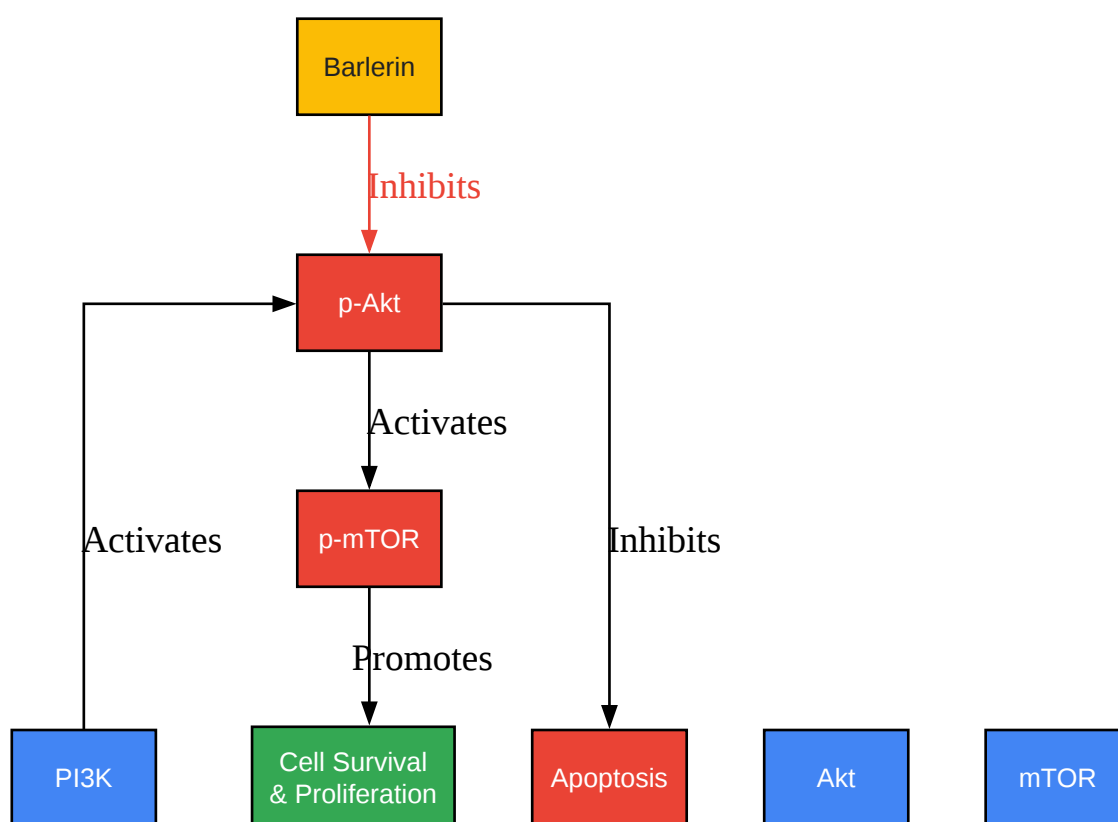 Barlerin
Inhibits
p-Akt
Activates
Activates
p-mTOR
Inhibits
Promotes
PI3K
Cell Survival
& Proliferation
Apoptosis
Akt
mTOR